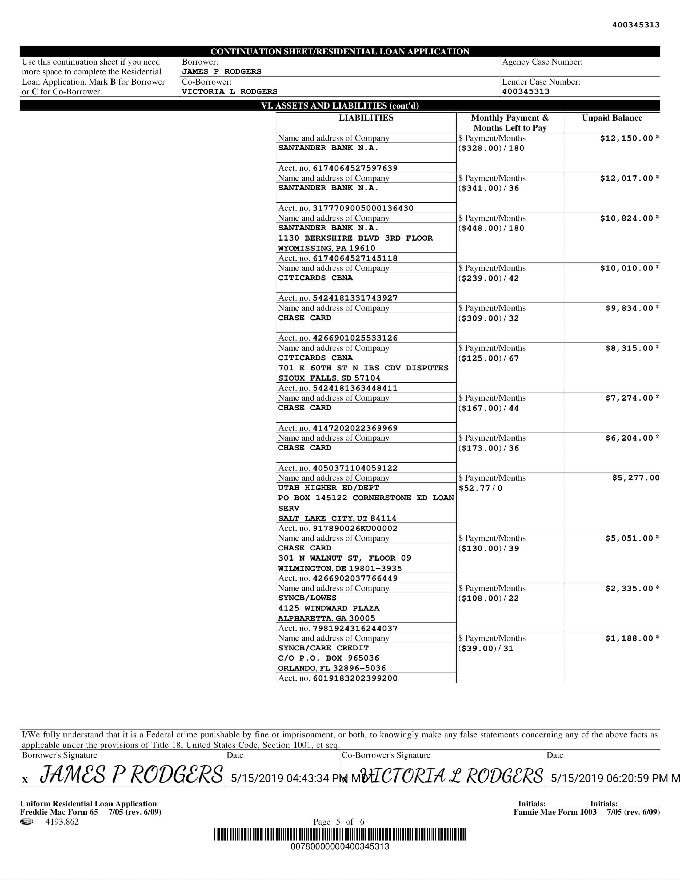 400345313
CONTINUATION SHEET/RESIDENTIAL LOAN APPLICATION
Use this continuation sheet if you need
more space to complete the Residential
Loan Application. Mark B for Borrower
or C for Co-Borrower.
Borrower:
JAMES P RODGERS
Co-Borrower:
VICTORIA L RODGERS
Agency Case Number:
Lender Case Number:
400345313
VI. ASSETS AND LIABILITIES (cont'd)
LIABILITIES Monthly Payment & Unpaid Balance
Months Left to Pay
Name and address of Company $ Payment/Months $12,150.00*
SANTANDER BANK N.A. ($328.00)/180
Acct. no. 6174064527597639
Name and address of Company $ Payment/Months $12,017.00*
SANTANDER BANK N.A. ($341.00)/36
Acct. no. 3177709005000136430
Name and address of Company $ Payment/Months $10,824.00*
SANTANDER BANK N.A. ($448.00)/180
1130 BERKSHIRE BLVD 3RD FLOOR
WYOMISSING, PA 19610
Acct. no. 6174064527145118
Name and address of Company $ Payment/Months $10,010.00*
CITICARDS CBNA ($239.00)/42
Acct. no. 5424181331743927
Name and address of Company $ Payment/Months $9,834.00*
CHASE CARD ($309.00)/32
Acct. no. 4266901025533126
Name and address of Company $ Payment/Months $8,315.00*
CITICARDS CBNA ($125.00)/67
701 E 60TH ST N IBS CDV DISPUTES
SIOUX FALLS, SD 57104
Acct. no. 5424181363448411
Name and address of Company $ Payment/Months $7,274.00*
CHASE CARD ($167.00)/44
Acct. no. 4147202022369969
Name and address of Company $ Payment/Months $6,204.00*
CHASE CARD ($173.00)/36
Acct. no. 4050371104059122
Name and address of Company $ Payment/Months $5,277.00
UTAH HIGHER ED/DEPT $52.77/0
PO BOX 145122 CORNERSTONE ED LOAN
SERV
SALT LAKE CITY, UT 84114
Acct. no. 917890026KU00002
Name and address of Company $ Payment/Months $5,051.00*
CHASE CARD ($130.00)/39
301 N WALNUT ST, FLOOR 09
WILMINGTON, DE 19801-3935
Acct. no. 4266902037766449
Name and address of Company $ Payment/Months $2,335.00*
SYNCB/LOWES ($108.00)/22
4125 WINDWARD PLAZA
ALPHARETTA, GA 30005
Acct. no. 7981924316244037
Name and address of Company $ Payment/Months $1,188.00*
SYNCB/CARE CREDIT ($39.00)/31
C/O P.O. BOX 965036
ORLANDO, FL 32896-5036
Acct. no. 6019183202399200
I/We fully understand that it is a Federal crime punishable by fine or imprisonment, or both, to knowingly make any false statements concerning any of the above facts as
applicable under the provisions of Title 18, United States Code, Section 1001, et seq.
Borrower's Signature Date Co-Borrower's Signature Date
X JAMES P RODGERS 5/15/2019 04:43:34 PM M VICTORIA L RODGERS 5/15/2019 06:20:59 PM M
Uniform Residential Loan Application Initials: Initials:
Freddie Mac Form 65 7/05 (rev. 6/09) Fannie Mae Form 1003 7/05 (rev. 6/09)
4193.862 Page 5 of 6
00780000000400345313